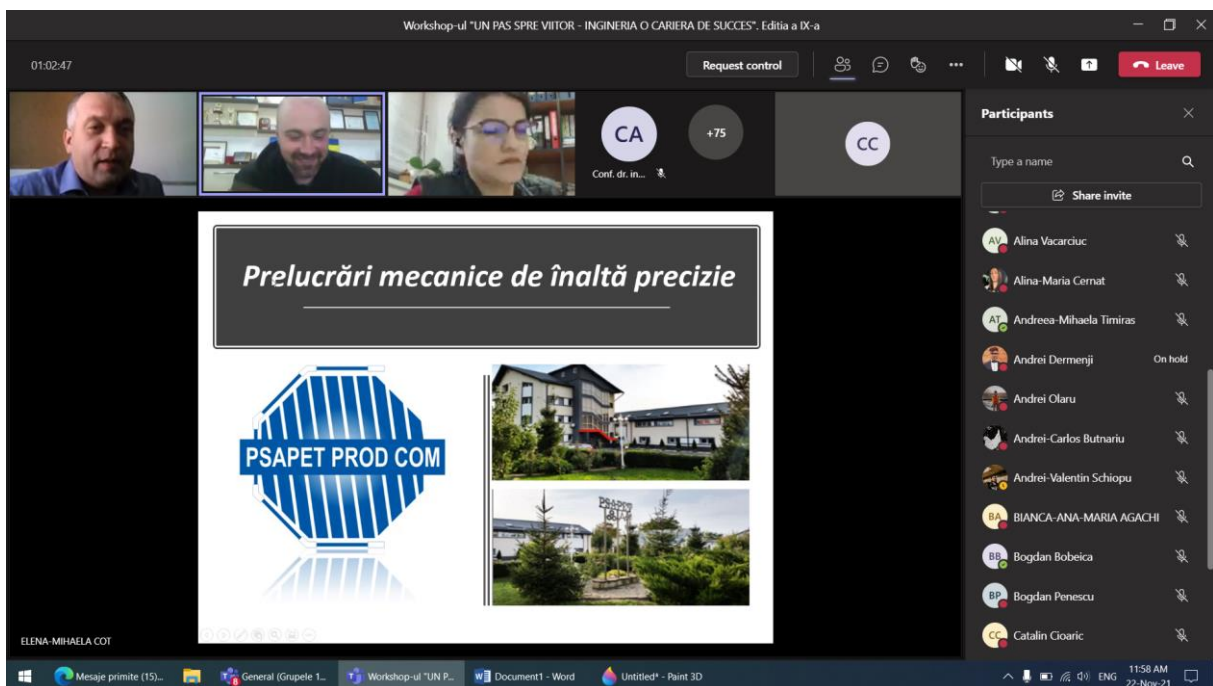 Workshop-ul "UN PAS SPRE VIITOR - INGINERIA O CARIERA DE SUCCES". Editia a IX-a
01:02:47
Request control
Leave
CA
Conf. dr. in...
+75
CC
Participants
Type a name
Share invite
AV Alina Vacarciuc
Alina-Maria Cernat
AT Andreea-Mihaela Timiras
Andrei Dermenji On hold
Andrei Olaru
Andrei-Carlos Butnariu
Andrei-Valentin Schiopu
BA BIANCA-ANA-MARIA AGACHI
BB Bogdan Bobeica
BP Bogdan Penescu
CC Catalin Cioaric
Prelucrări mecanice de înaltă precizie
PSAPET PROD COM
ELENA-MIHAELA COT
Mesaje primite (15)...
General (Grupele 1...
Workshop-ul "UN P...
Document1 - Word
Untitled* - Paint 3D
ENG
11:58 AM
22-Nov-21